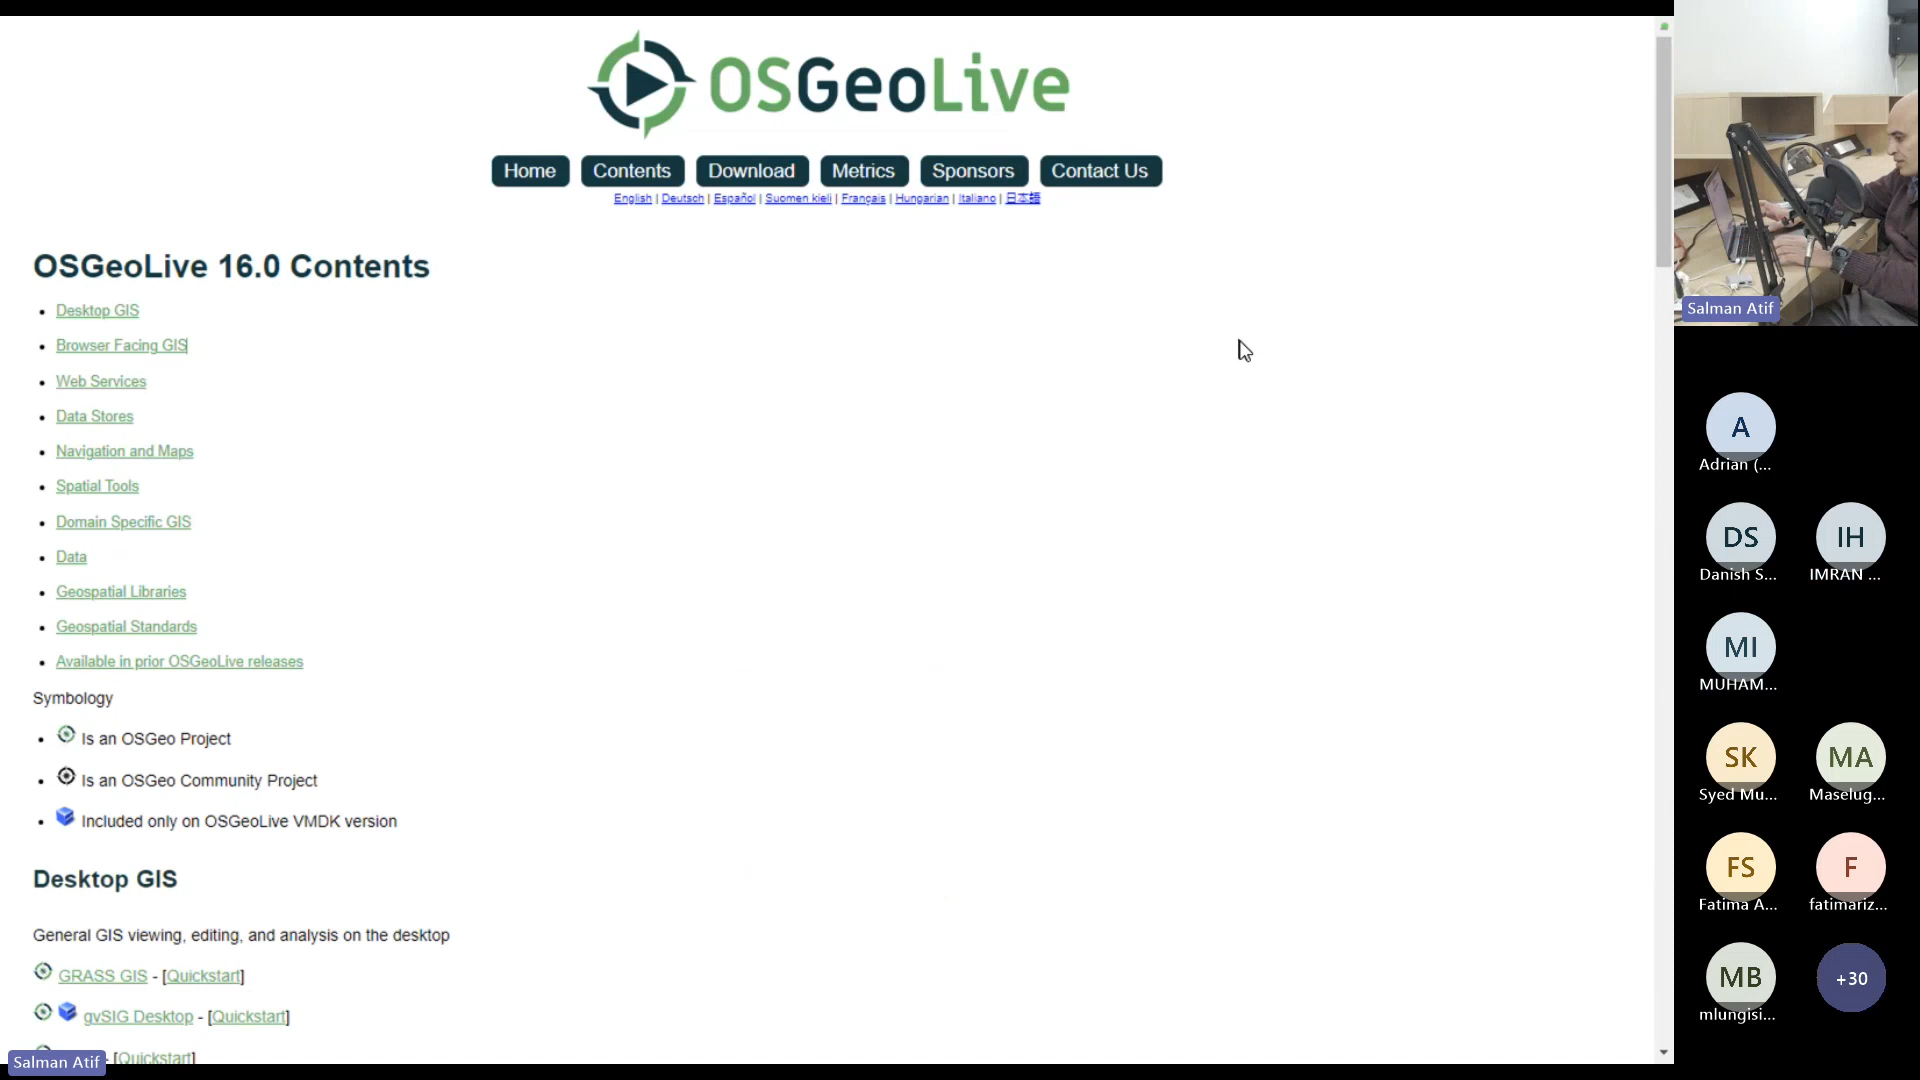 OSGeoLive
Home Contents Download Metrics Sponsors Contact Us
English | Deutsch | Español | Suomen kieli | Français | Hungarian | Italiano | 日本語
OSGeoLive 16.0 Contents
Desktop GIS
Browser Facing GIS
Web Services
Data Stores
Navigation and Maps
Spatial Tools
Domain Specific GIS
Data
Geospatial Libraries
Geospatial Standards
Available in prior OSGeoLive releases
Symbology
Is an OSGeo Project
Is an OSGeo Community Project
Included only on OSGeoLive VMDK version
Desktop GIS
General GIS viewing, editing, and analysis on the desktop
GRASS GIS - [Quickstart]
gvSIG Desktop - [Quickstart]
- [Quickstart]
Salman Atif
Salman Atif
A
Adrian (...
DS IH
Danish S... IMRAN ...
MI
MUHAM...
SK MA
Syed Mu... Maselug...
FS F
Fatima A... fatimariz...
MB +30
mlungisi...